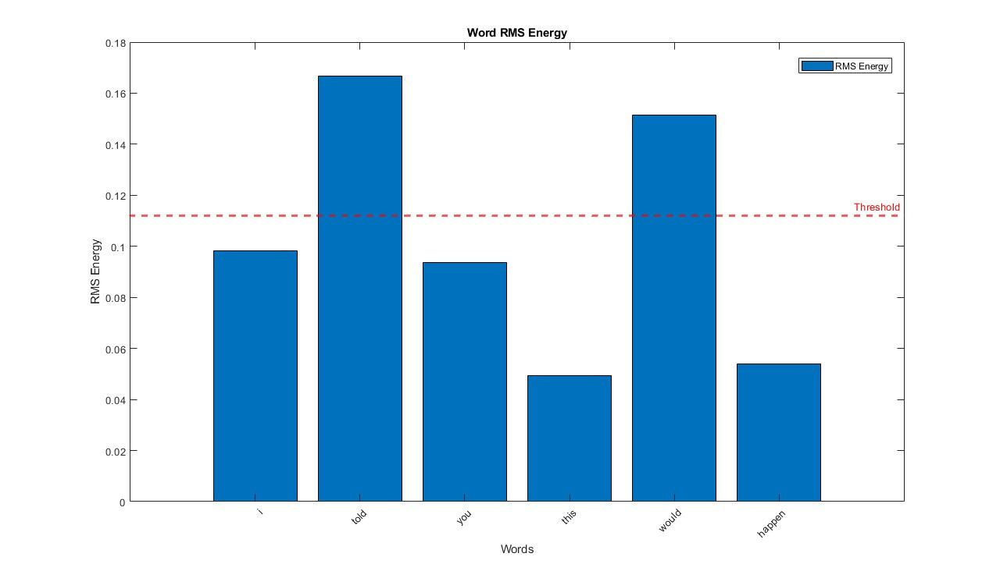 Word RMS Energy
RMS Energy
Threshold
RMS Energy
0.18
0.16
0.14
0.12
0.1
0.08
0.06
0.04
0.02
0
i
told
you
this
would
happen
Words